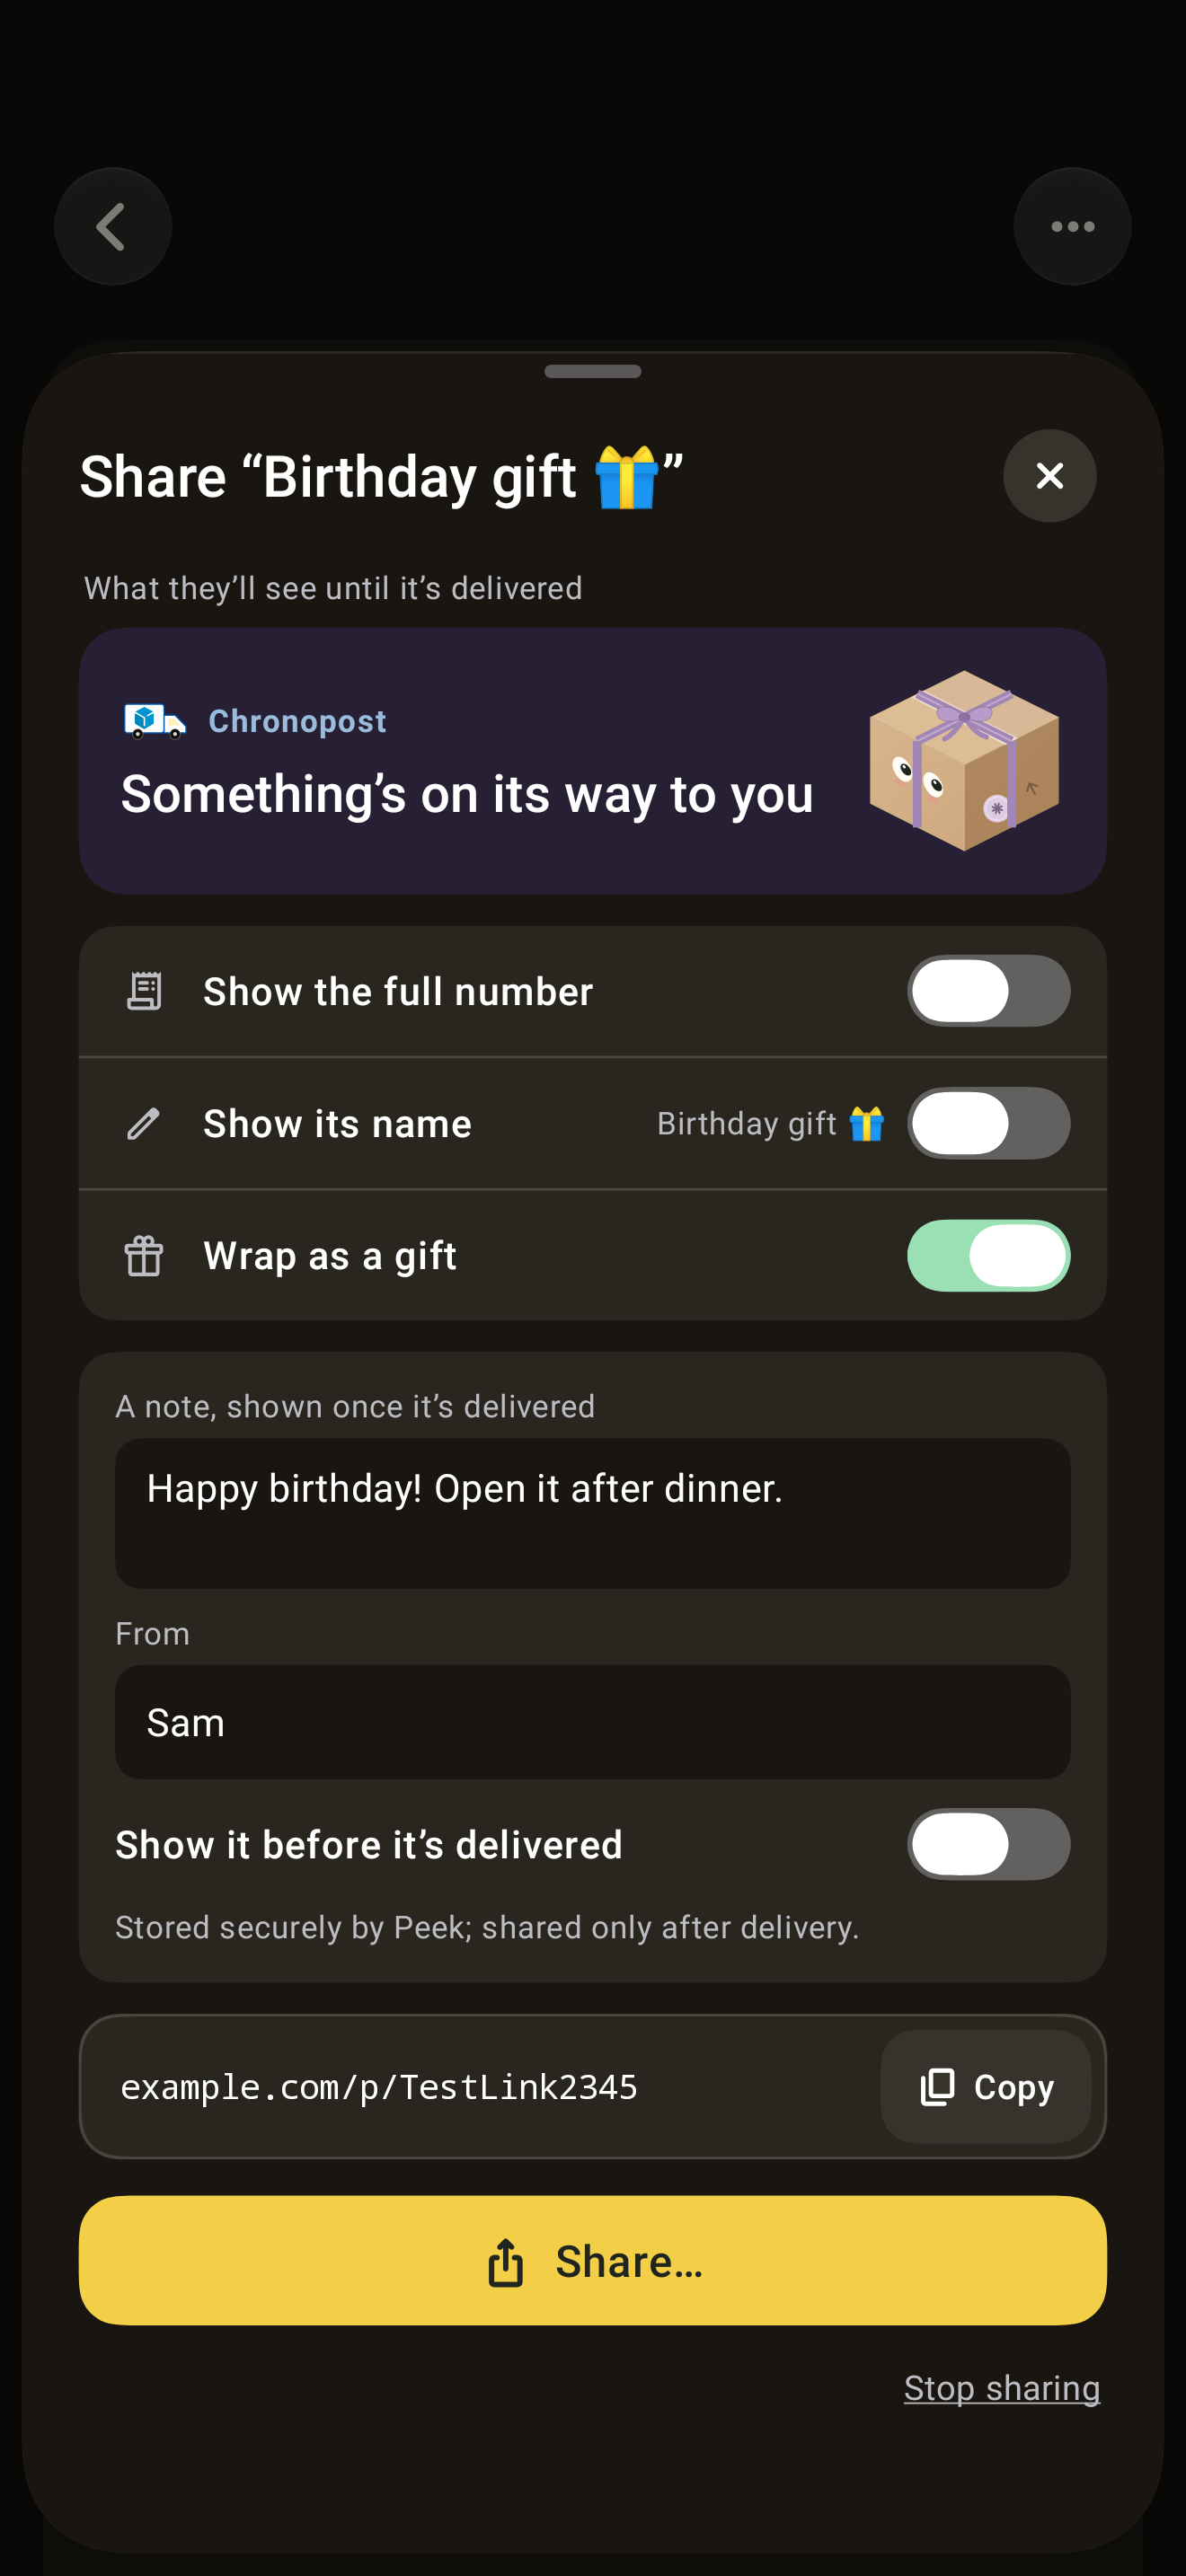 Share “Birthday gift 🎁”
What they’ll see until it’s delivered
Chronopost
Something’s on its way to you
Show the full number
Show its name
Birthday gift 🎁
Wrap as a gift
A note, shown once it’s delivered
Happy birthday! Open it after dinner.
From
Sam
Show it before it’s delivered
Stored securely by Peek; shared only after delivery.
example.com/p/TestLink2345
Copy
Share…
Stop sharing